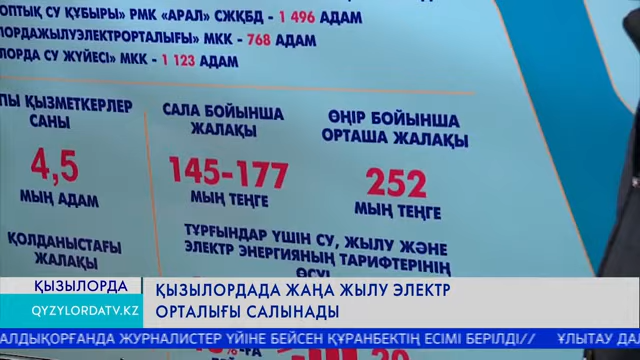 ОПТЫҚ СУ ҚҰБЫРЫ» РМК «АРАЛ» СЖҚБД - 1 496 АДАМ
ЛОРДАЖЫЛУЭЛЕКТРОРТАЛЫҒЫ» МКК - 768 АДАМ
ЛОРДА СУ ЖҮЙЕСІ» МКК - 1 123 АДАМ
ПЫ ҚЫЗМЕТКЕРЛЕР
САНЫ
4,5
МЫҢ АДАМ
САЛА БОЙЫНША
ЖАЛАҚЫ
145-177
МЫҢ ТЕҢГЕ
ӨҢІР БОЙЫНША
ОРТАША ЖАЛАҚЫ
252
МЫҢ ТЕҢГЕ
ҚОЛДАНЫСТАҒЫ
ЖАЛАҚЫ
ТҰРҒЫНДАР ҮШІН СУ, ЖЫЛУ ЖӘНЕ
ЭЛЕКТР ЭНЕРГИЯНЫҢ ТАРИФТЕРІНІҢ
ҚЫЗЫЛОРДА
QYZYLORDATV.KZ
ҚЫЗЫЛОРДАДА ЖАҢА ЖЫЛУ ЭЛЕКТР
ОРТАЛЫҒЫ САЛЫНАДЫ
АЛДЫҚОРҒАНДА ЖУРНАЛИСТЕР ҮЙІНЕ БЕЙСЕН ҚҰРАНБЕКТІҢ ЕСІМІ БЕРІЛДІ// ҰЛЫТАУ ДА